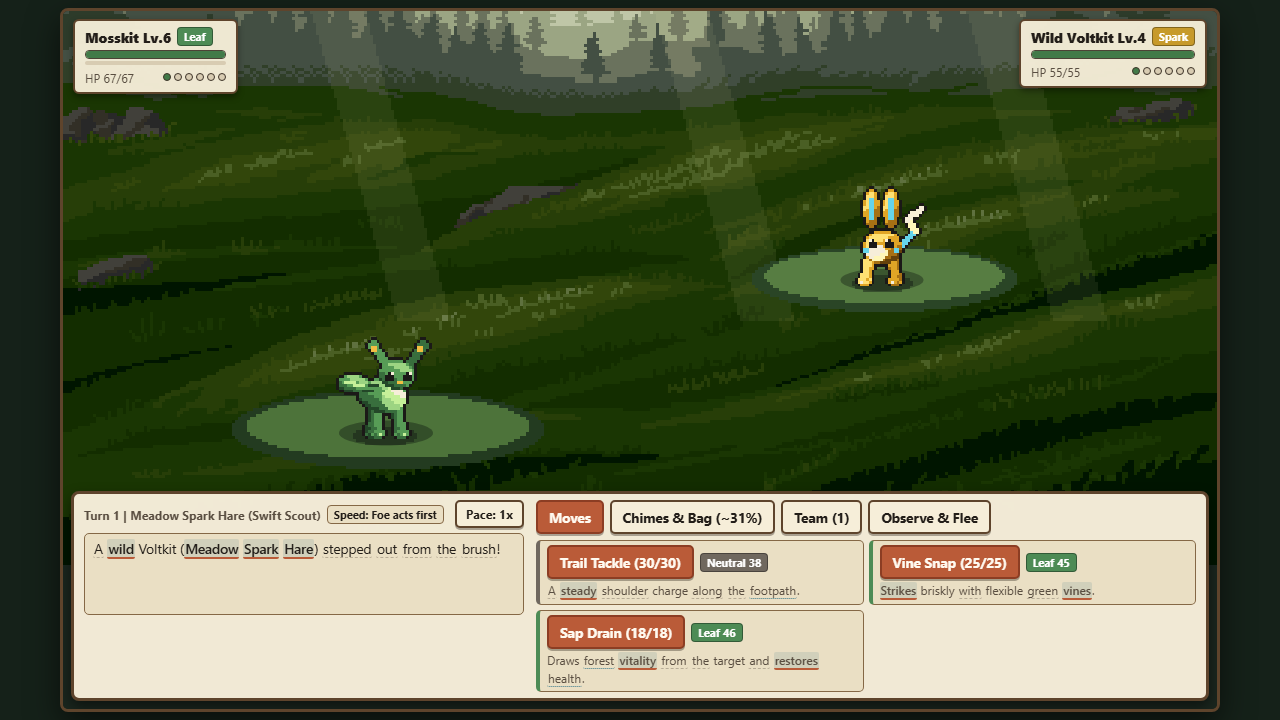 Mosskit Lv.6 Leaf
HP 67/67
Wild Voltkit Lv.4 Spark
HP 55/55
Turn 1 | Meadow Spark Hare (Swift Scout) Speed: Foe acts first Pace: 1x
A wild Voltkit (Meadow Spark Hare) stepped out from the brush!
Moves Chimes & Bag (~31%) Team (1) Observe & Flee
Trail Tackle (30/30) Neutral 38
A steady shoulder charge along the footpath.
Vine Snap (25/25) Leaf 45
Strikes briskly with flexible green vines.
Sap Drain (18/18) Leaf 46
Draws forest vitality from the target and restores
health.